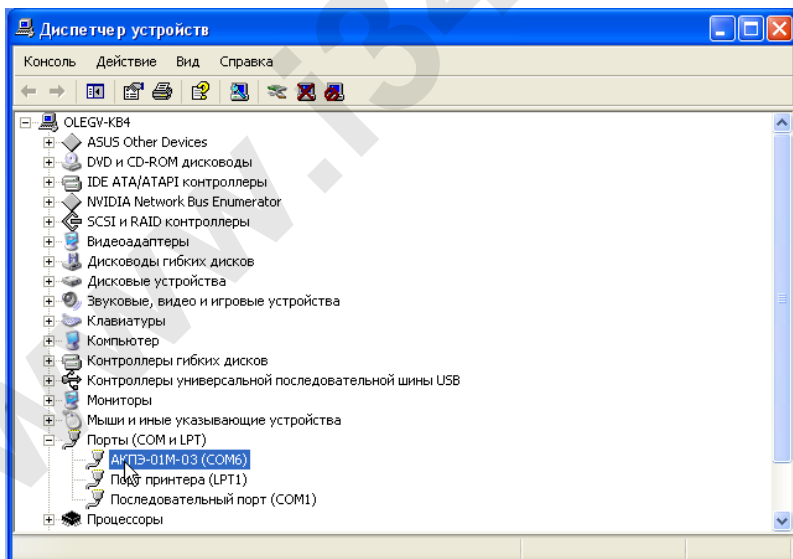 Диспетчер устройств
Консоль Действие Вид Справка
OLEGV-KB4
ASUS Other Devices
DVD и CD-ROM дисководы
IDE ATA/ATAPI контроллеры
NVIDIA Network Bus Enumerator
SCSI и RAID контроллеры
Видеоадаптеры
Дисководы гибких дисков
Дисковые устройства
Звуковые, видео и игровые устройства
Клавиатуры
Компьютер
Контроллеры гибких дисков
Контроллеры универсальной последовательной шины USB
Мониторы
Мыши и иные указывающие устройства
Порты (COM и LPT)
АКПЭ-01М-03 (COM6)
Порт принтера (LPT1)
Последовательный порт (COM1)
Процессоры